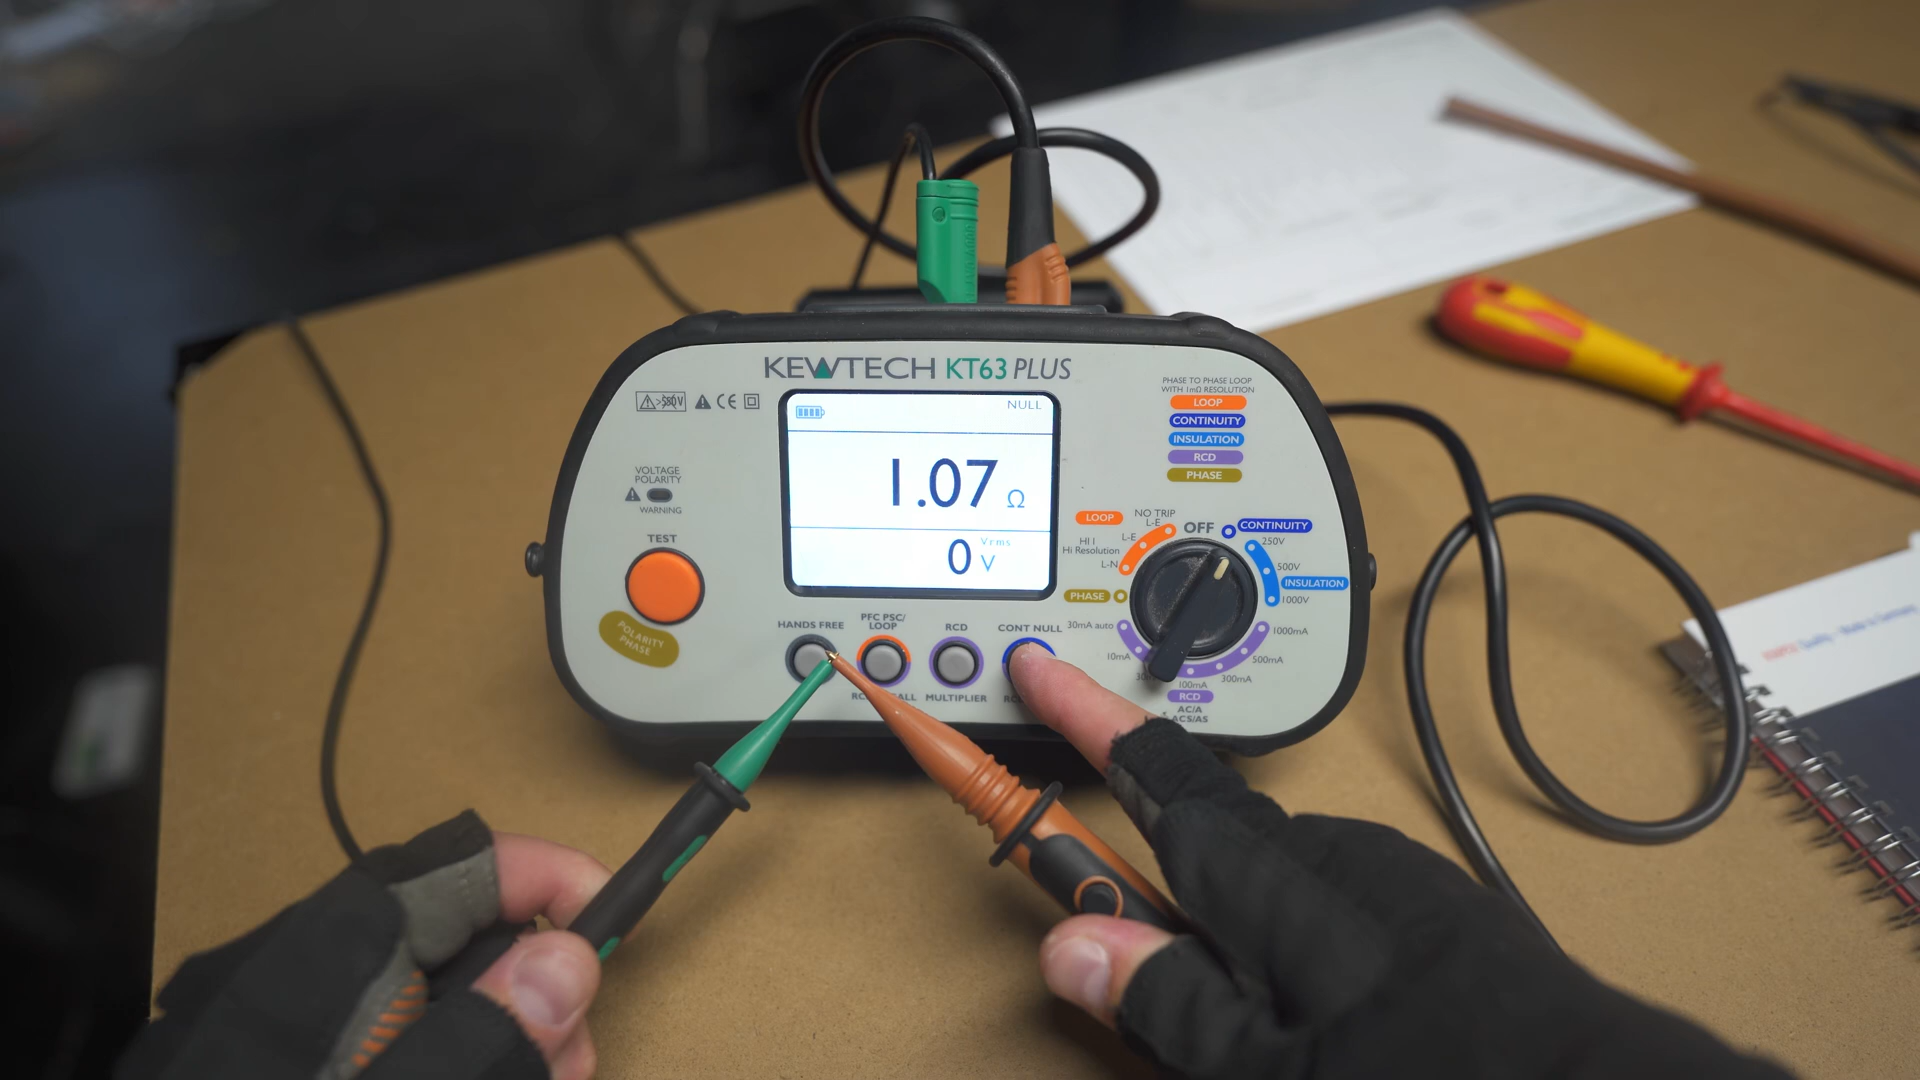 KEWTECH KT63 PLUS
>580V
CE
NULL
1.07 Ω
0 Vrms
V
VOLTAGE
POLARITY
WARNING
TEST
POLARITY
PHASE
HANDS FREE
PFC PSC/
LOOP
RCD
CONT NULL
MULTIPLIER
PHASE TO PHASE LOOP
WITH 1mΩ RESOLUTION
LOOP
CONTINUITY
INSULATION
RCD
PHASE
LOOP
NO TRIP
L-E
L-E
HI I
Hi Resolution
L-N
OFF
CONTINUITY
250V
500V
INSULATION
1000V
PHASE
30mA auto
10mA
100mA
300mA
500mA
1000mA
RCD
AC/A
ACS/AS